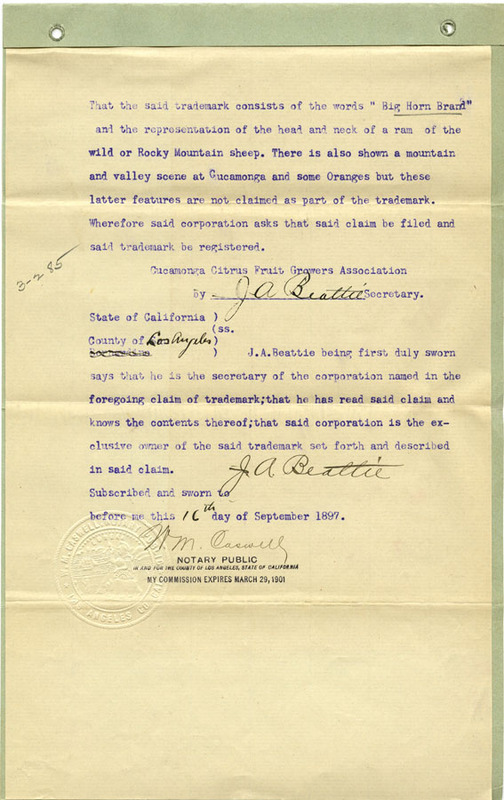 That the said trademark consists of the words " Big Horn Brand"
and the representation of the head and neck of a ram of the
wild or Rocky Mountain sheep. There is also shown a mountain
and valley scene at Cucamonga and some Oranges but these
latter features are not claimed as part of the trademark.
Wherefore said corporation asks that said claim be filed and
said trademark be registered.
3-285
Cucamonga Citrus Fruit Growers Association
By J A Beattie Secretary.
State of California )
(ss.
County of Los Angeles )
) J.A.Beattie being first duly sworn
says that he is the secretary of the corporation named in the
foregoing claim of trademark;that he has read said claim and
knows the contents thereof;that said corporation is the ex-
clusive owner of the said trademark set forth and described
in said claim. J A Beattie
Subscribed and sworn to
before me this 16th day of September 1897.
W. M. Caswell
NOTARY PUBLIC
IN AND FOR THE COUNTY OF LOS ANGELES, STATE OF CALIFORNIA
MY COMMISSION EXPIRES MARCH 29, 1901